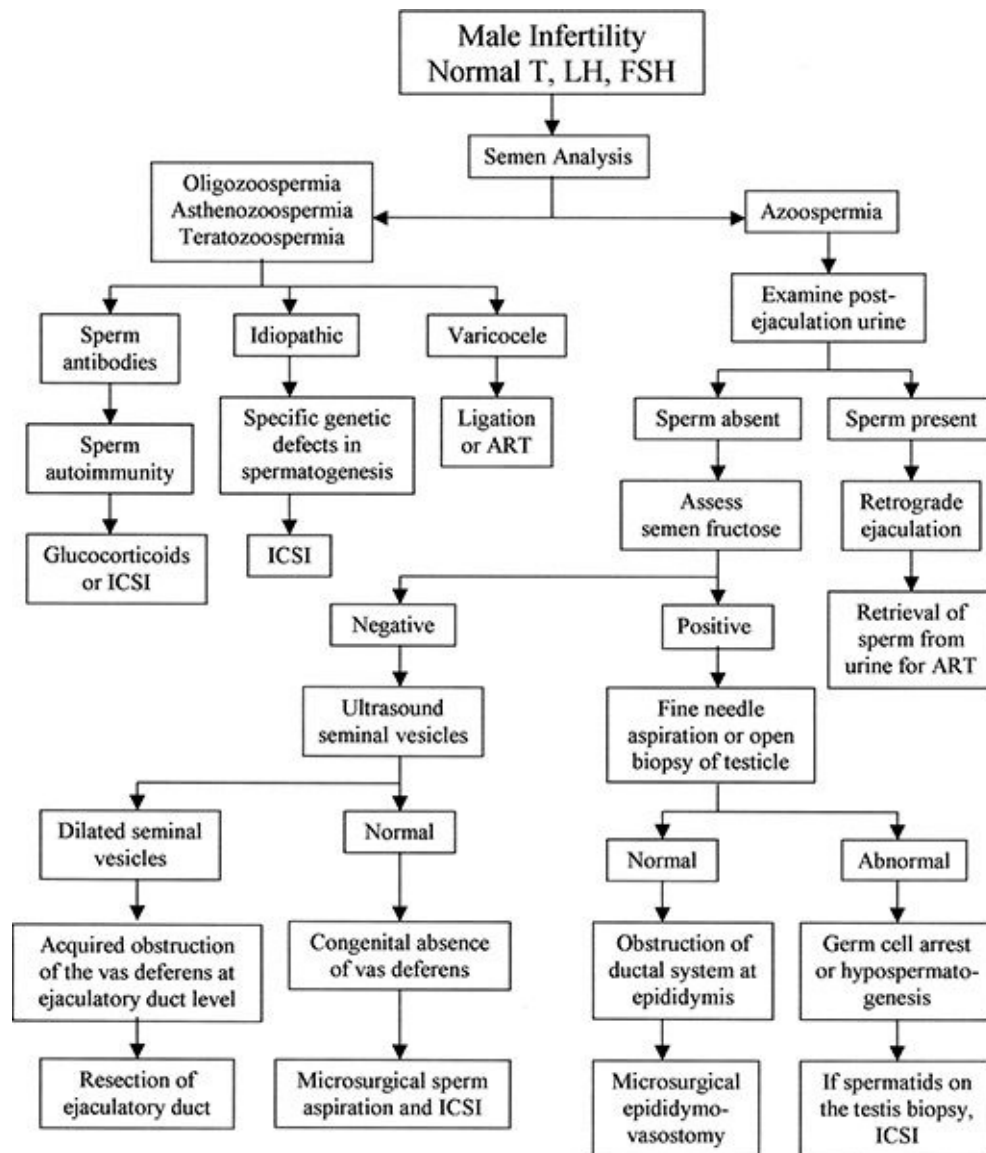 Male Infertility
Normal T, LH, FSH
Semen Analysis
Oligozoospermia
Asthenozoospermia
Teratozoospermia
Azoospermia
Examine post-
ejaculation urine
Sperm
antibodies
Idiopathic
Varicocele
Sperm absent
Sperm present
Sperm
autoimmunity
Specific genetic
defects in
spermatogenesis
Ligation
or ART
Assess
semen fructose
Retrograde
ejaculation
Glucocorticoids
or ICSI
ICSI
Negative
Positive
Retrieval of
sperm from
urine for ART
Ultrasound
seminal vesicles
Fine needle
aspiration or open
biopsy of testicle
Dilated seminal
vesicles
Normal
Normal
Abnormal
Acquired obstruction
of the vas deferens at
ejaculatory duct level
Congenital absence
of vas deferens
Obstruction of
ductal system at
epididymis
Germ cell arrest
or hypospermato-
genesis
Resection of
ejaculatory duct
Microsurgical sperm
aspiration and ICSI
Microsurgical
epididymo-
vasostomy
If spermatids on
the testis biopsy,
ICSI